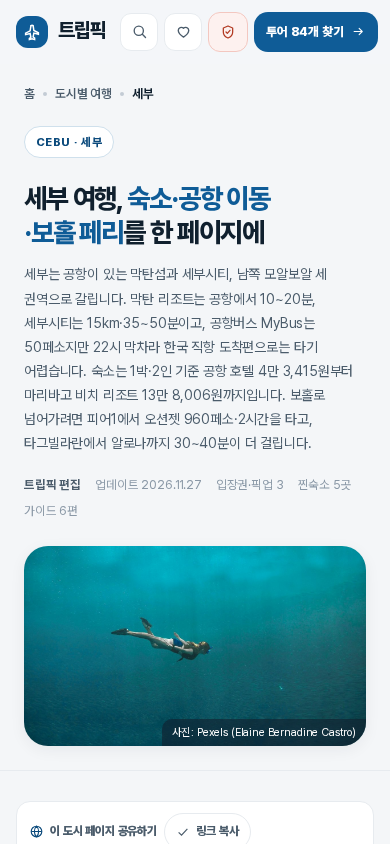 트립픽
투어 84개 찾기 →
홈 • 도시별 여행 • 세부
CEBU · 세부
세부 여행, 숙소·공항 이동
·보홀 페리를 한 페이지에
세부는 공항이 있는 막탄섬과 세부시티, 남쪽 모알보알 세
권역으로 갈립니다. 막탄 리조트는 공항에서 10~20분,
세부시티는 15km·35~50분이고, 공항버스 MyBus는
50페소지만 22시 막차라 한국 직항 도착편으로는 타기
어렵습니다. 숙소는 1박·2인 기준 공항 호텔 4만 3,415원부터
마리바고 비치 리조트 13만 8,006원까지입니다. 보홀로
넘어가려면 피어1에서 오션젯 960페소·2시간을 타고,
타그빌라란에서 알로나까지 30~40분이 더 걸립니다.
트립픽 편집 업데이트 2026.11.27 입장권·픽업 3 찐숙소 5곳
가이드 6편
사진: Pexels (Elaine Bernadine Castro)
이 도시 페이지 공유하기 링크 복사